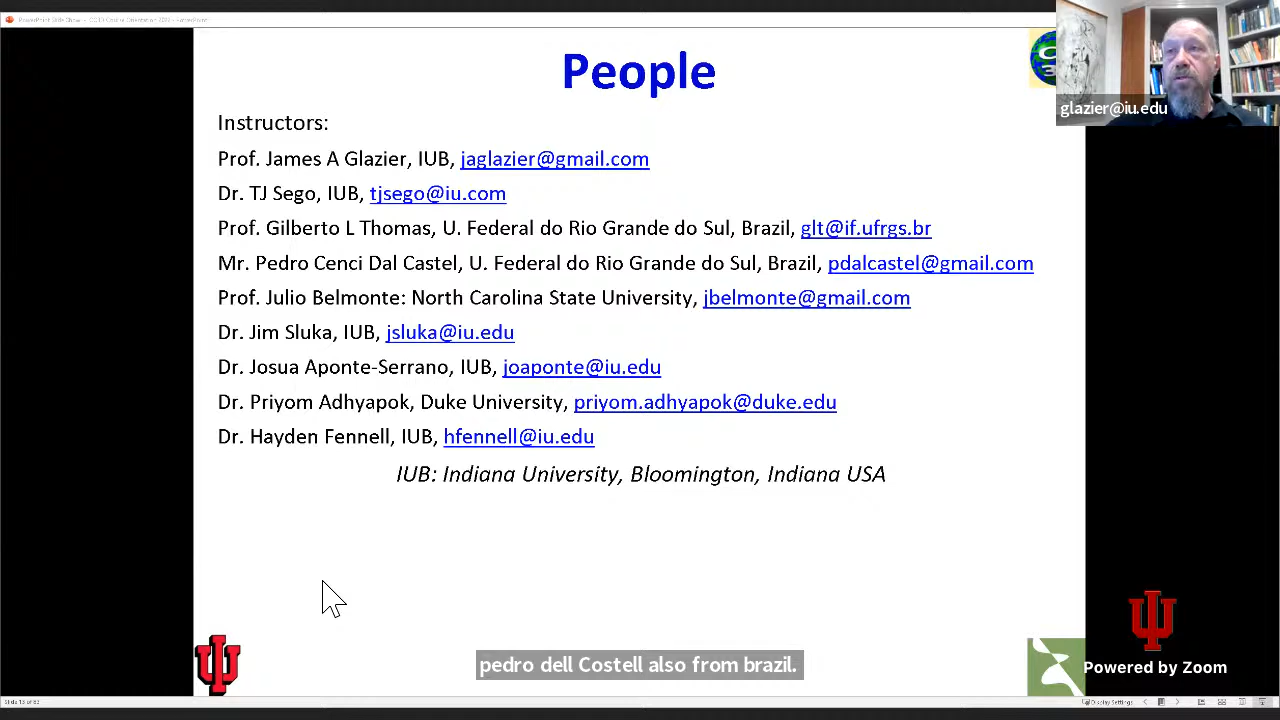 People
Instructors:
Prof. James A Glazier, IUB, jaglazier@gmail.com
Dr. TJ Sego, IUB, tjsego@iu.com
Prof. Gilberto L Thomas, U. Federal do Rio Grande do Sul, Brazil, glt@if.ufrgs.br
Mr. Pedro Cenci Dal Castel, U. Federal do Rio Grande do Sul, Brazil, pdalcastel@gmail.com
Prof. Julio Belmonte: North Carolina State University, jbelmonte@gmail.com
Dr. Jim Sluka, IUB, jsluka@iu.edu
Dr. Josua Aponte-Serrano, IUB, joaponte@iu.edu
Dr. Priyom Adhyapok, Duke University, priyom.adhyapok@duke.edu
Dr. Hayden Fennell, IUB, hfennell@iu.edu
IUB: Indiana University, Bloomington, Indiana USA
glazier@iu.edu
pedro dell Costell also from brazil.
Powered by Zoom
Display Settings